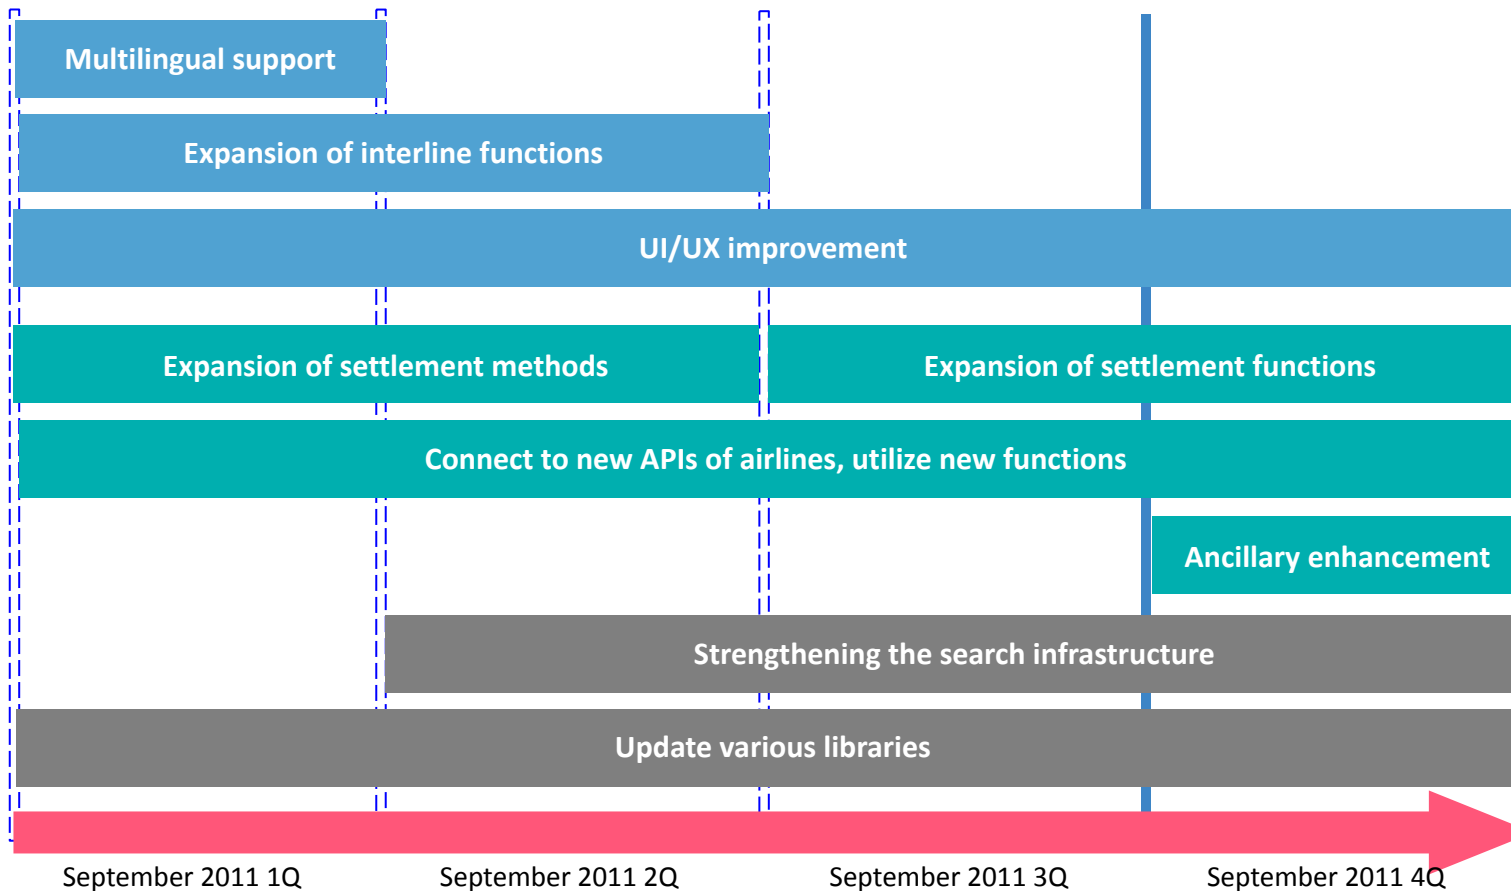 Multilingual support
Expansion of interline functions
UI/UX improvement
Expansion of settlement methods
Expansion of settlement functions
Connect to new APIs of airlines, utilize new functions
Ancillary enhancement
Strengthening the search infrastructure
Update various libraries
September 2011 1Q
September 2011 2Q
September 2011 3Q
September 2011 4Q